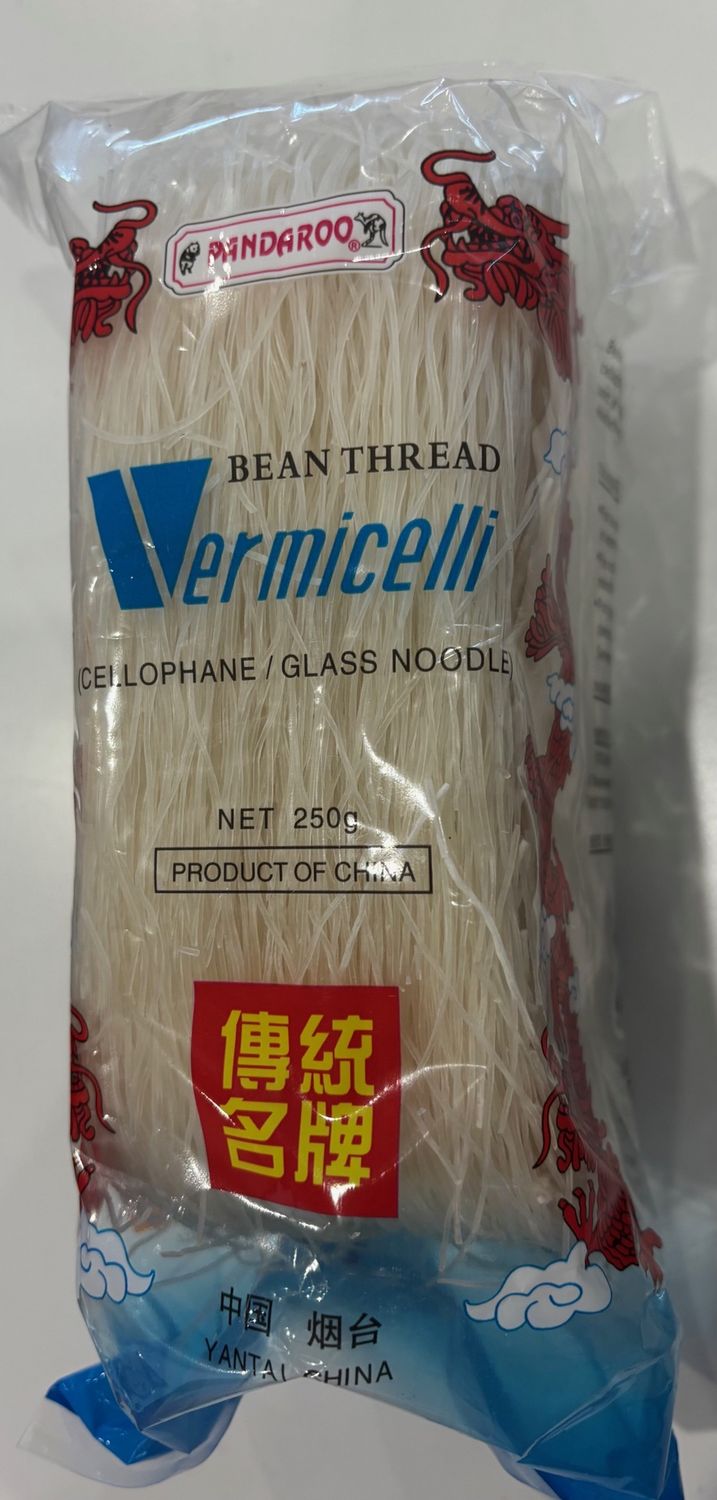 PANDAROO®
BEAN THREAD
Vermicelli
(CELLOPHANE / GLASS NOODLE)
NET 250g
PRODUCT OF CHINA
傳統
名牌
中国 烟台
YANTAI CHINA